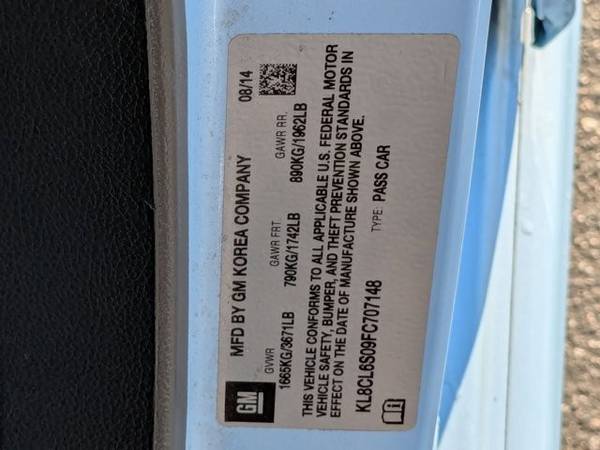 GM
MFD BY GM KOREA COMPANY 08/14
GVWR GAWR FRT GAWR RR.
1665KG/3671LB 790KG/1742LB 890KG/1962LB
THIS VEHICLE CONFORMS TO ALL APPLICABLE U.S. FEDERAL MOTOR
VEHICLE SAFETY, BUMPER, AND THEFT PREVENTION STANDARDS IN
EFFECT ON THE DATE OF MANUFACTURE SHOWN ABOVE.
KL8CL6S09FC707148 TYPE: PASS CAR